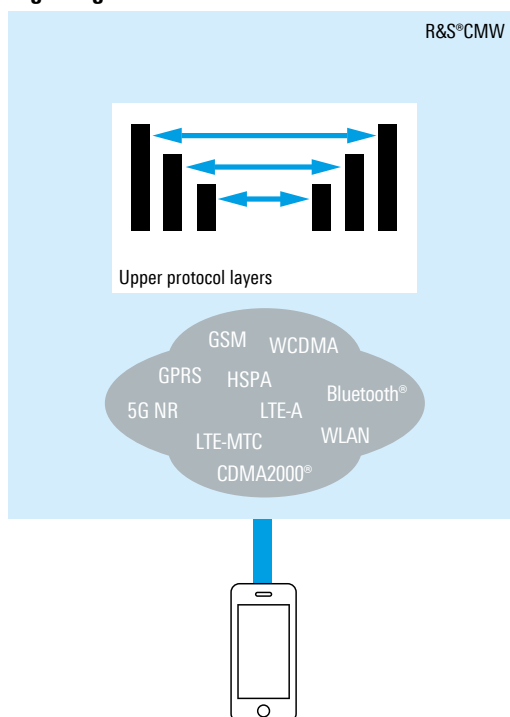 R&S®CMW
Upper protocol layers
GSM WCDMA
GPRS HSPA
Bluetooth®
5G NR LTE-A
LTE-MTC WLAN
CDMA2000®